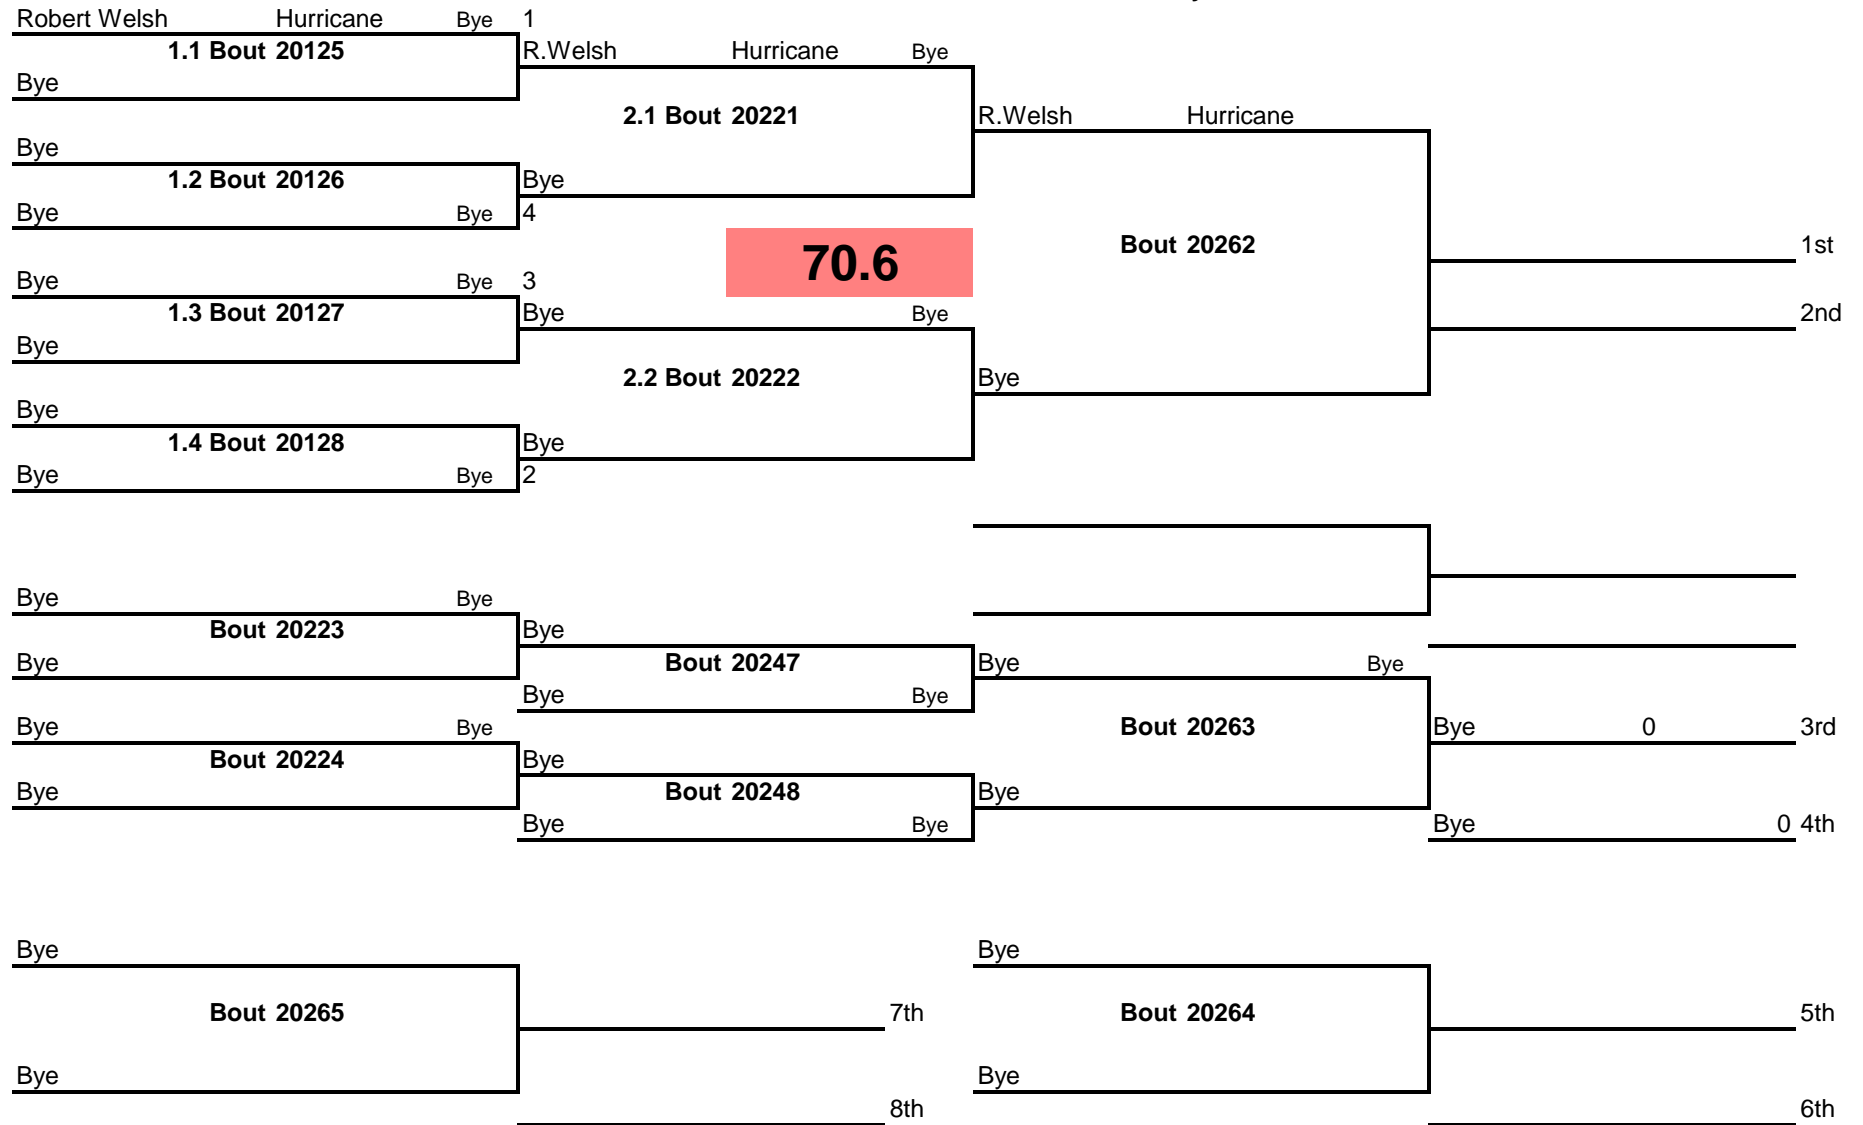 Robert Welsh Hurricane Bye 1
1.1 Bout 20125 R.Welsh Hurricane Bye
Bye
2.1 Bout 20221 R.Welsh Hurricane
Bye
1.2 Bout 20126 Bye
Bye Bye 4
70.6 Bout 20262 1st
Bye Bye 3
1.3 Bout 20127 Bye Bye 2nd
Bye
2.2 Bout 20222 Bye
Bye
1.4 Bout 20128 Bye
Bye Bye 2
Bye Bye
Bout 20223 Bye
Bye Bout 20247 Bye Bye
Bye Bye
Bye Bye Bout 20263 Bye 0 3rd
Bout 20224 Bye
Bye Bout 20248 Bye
Bye Bye Bye 0 4th
Bye Bye
Bout 20265 7th Bout 20264 5th
Bye Bye
8th 6th